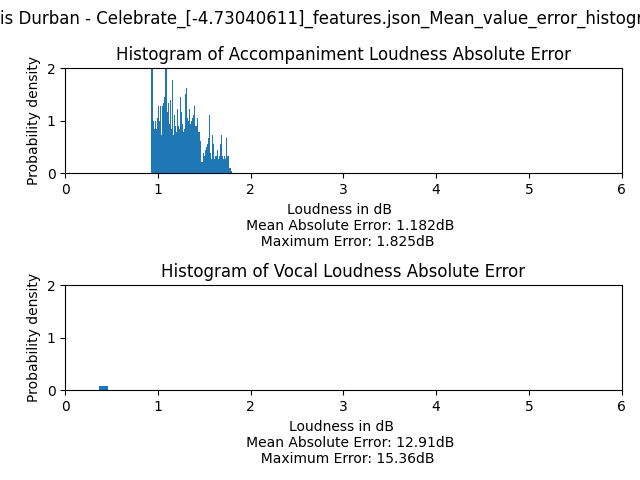 is Durban - Celebrate_[-4.73040611]_features.json_Mean_value_error_histogr
Histogram of Accompaniment Loudness Absolute Error
Probability density
2
1
0
0 1 2 3 4 5 6
Loudness in dB
Mean Absolute Error: 1.182dB
Maximum Error: 1.825dB
Histogram of Vocal Loudness Absolute Error
Probability density
2
1
0
0 1 2 3 4 5 6
Loudness in dB
Mean Absolute Error: 12.91dB
Maximum Error: 15.36dB